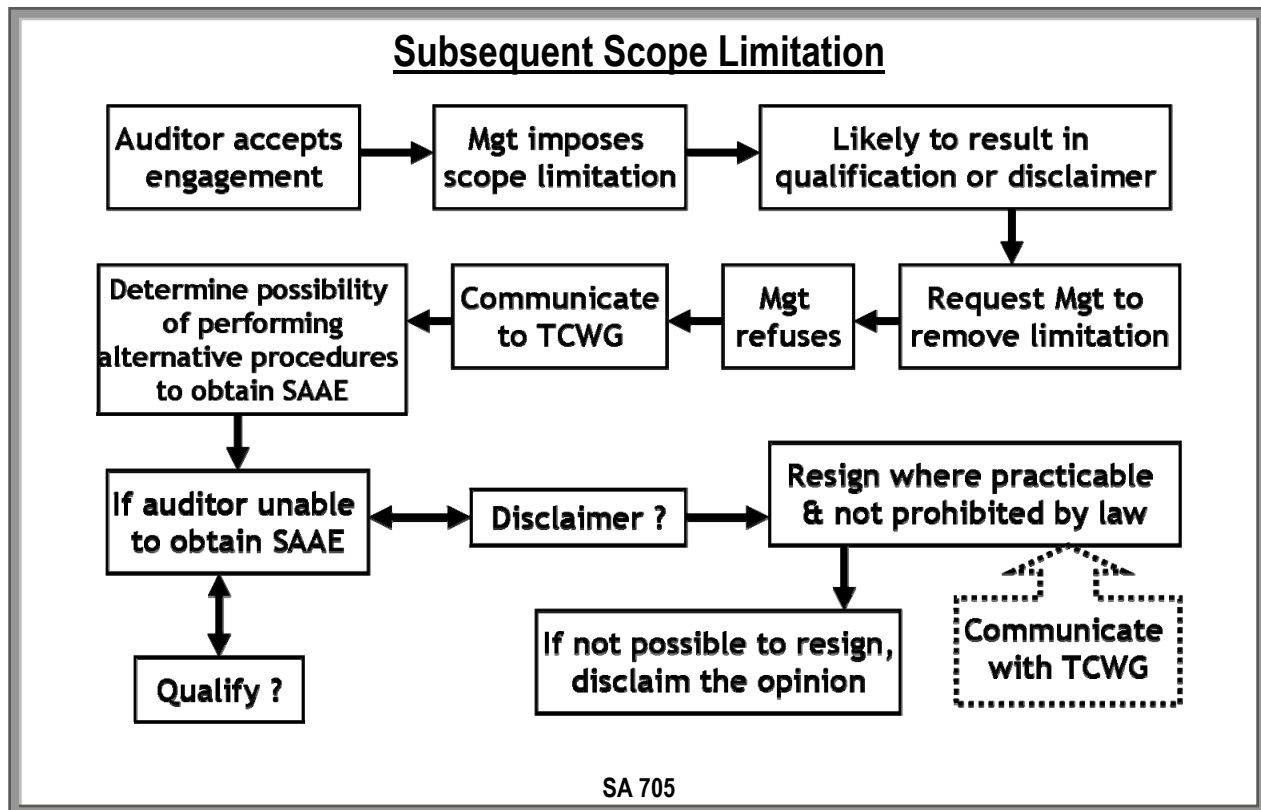 Subsequent Scope Limitation
Auditor accepts
engagement
Mgt imposes
scope limitation
Likely to result in
qualification or disclaimer
Request Mgt to
remove limitation
Mgt
refuses
Communicate
to TCWG
Determine possibility
of performing
alternative procedures
to obtain SAAE
If auditor unable
to obtain SAAE
Disclaimer ?
Resign where practicable
& not prohibited by law
Communicate
with TCWG
If not possible to resign,
disclaim the opinion
Qualify ?
SA 705